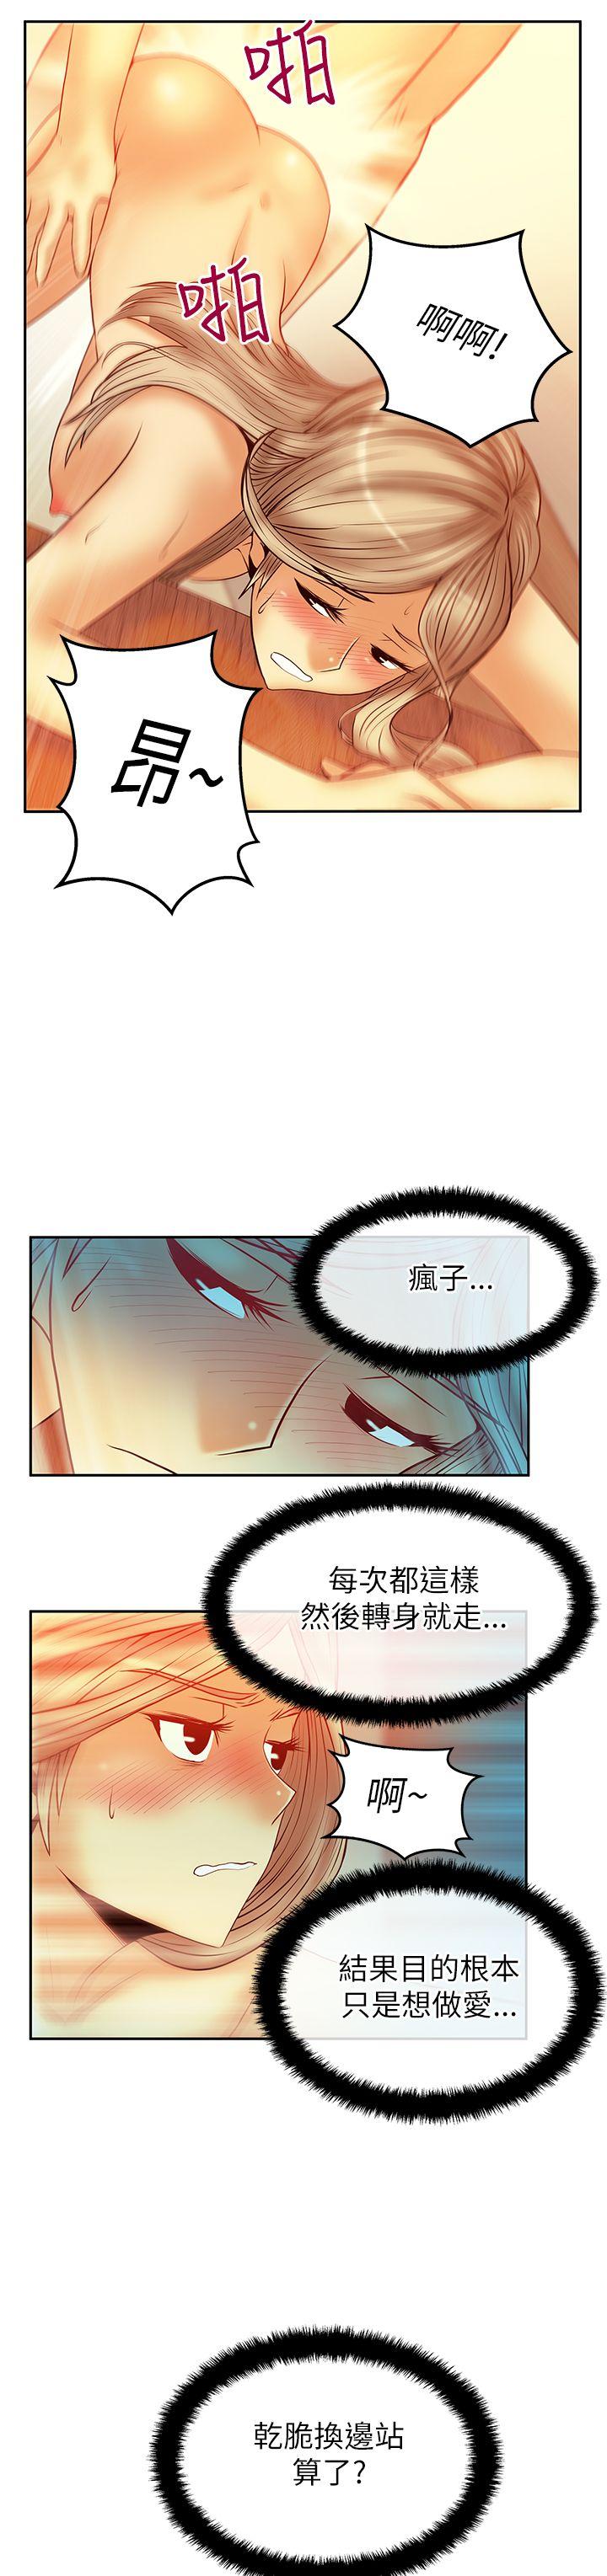 啪
啪
啊啊!
昂~
瘋子...
每次都這樣
然後轉身就走...
啊~
結果目的根本
只是想做愛...
乾脆換邊站
算了?